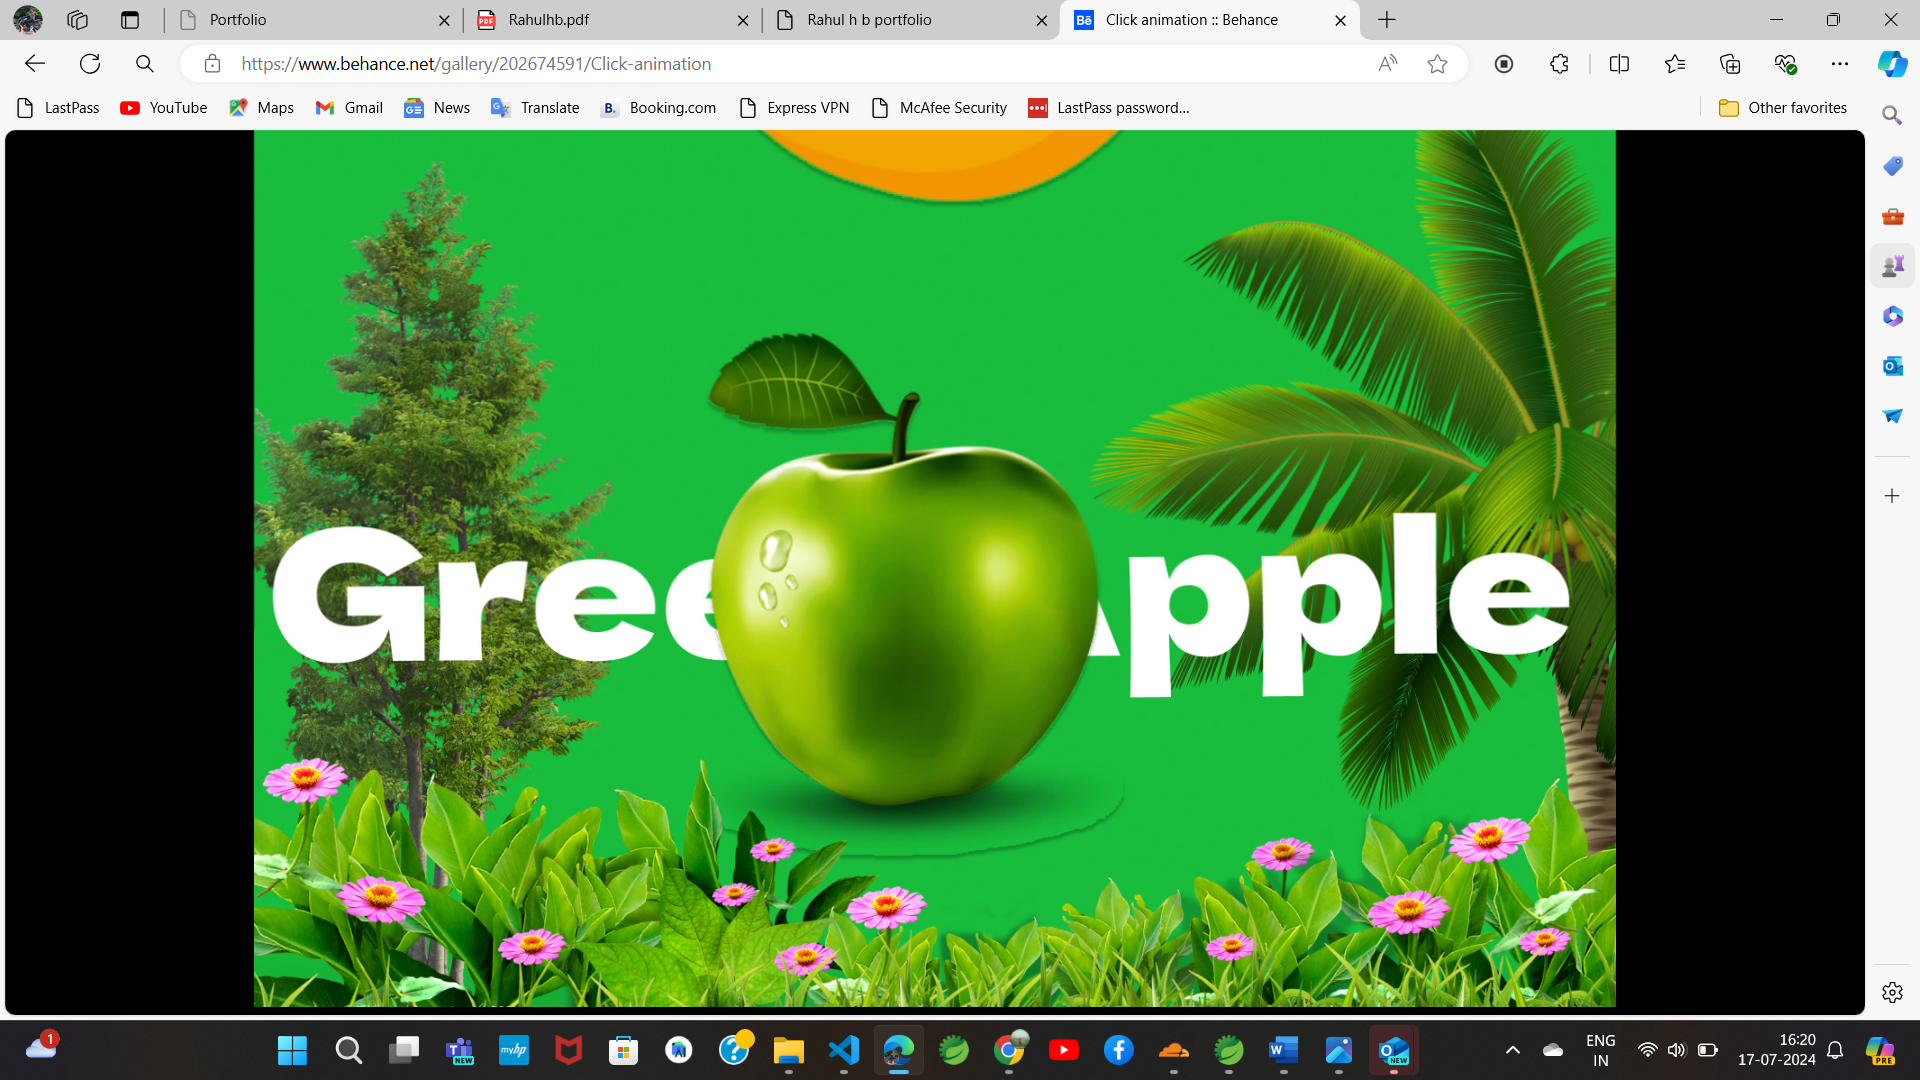 Portfolio
Rahulhb.pdf
Rahul h b portfolio
Click animation :: Behance
https://www.behance.net/gallery/202674591/Click-animation
LastPass
YouTube
Maps
Gmail
News
Translate
Booking.com
Express VPN
McAfee Security
LastPass password...
Other favorites
Gree
pple
1
NEW
myhp
NEW
ENG
IN
16:20
17-07-2024
PRE